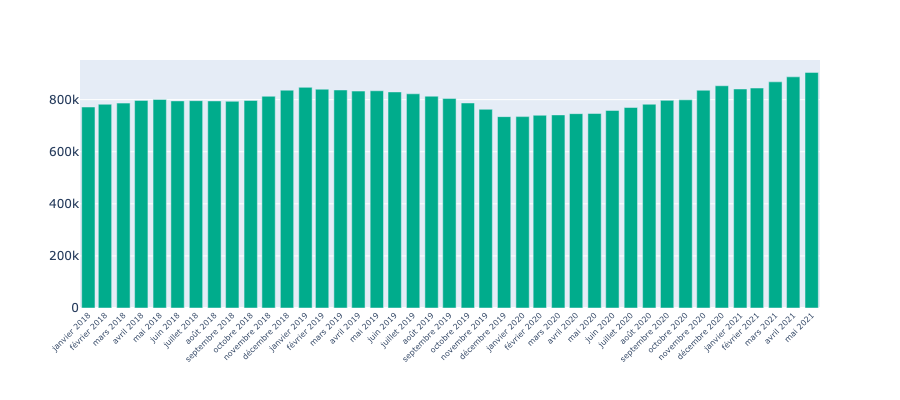 800k
600k
400k
200k
0
janvier 2018
février 2018
mars 2018
avril 2018
mai 2018
juin 2018
juillet 2018
août 2018
septembre 2018
octobre 2018
novembre 2018
décembre 2018
janvier 2019
février 2019
mars 2019
avril 2019
mai 2019
juin 2019
juillet 2019
août 2019
septembre 2019
octobre 2019
novembre 2019
décembre 2019
janvier 2020
février 2020
mars 2020
avril 2020
mai 2020
juin 2020
juillet 2020
août 2020
septembre 2020
octobre 2020
novembre 2020
décembre 2020
janvier 2021
février 2021
mars 2021
avril 2021
mai 2021